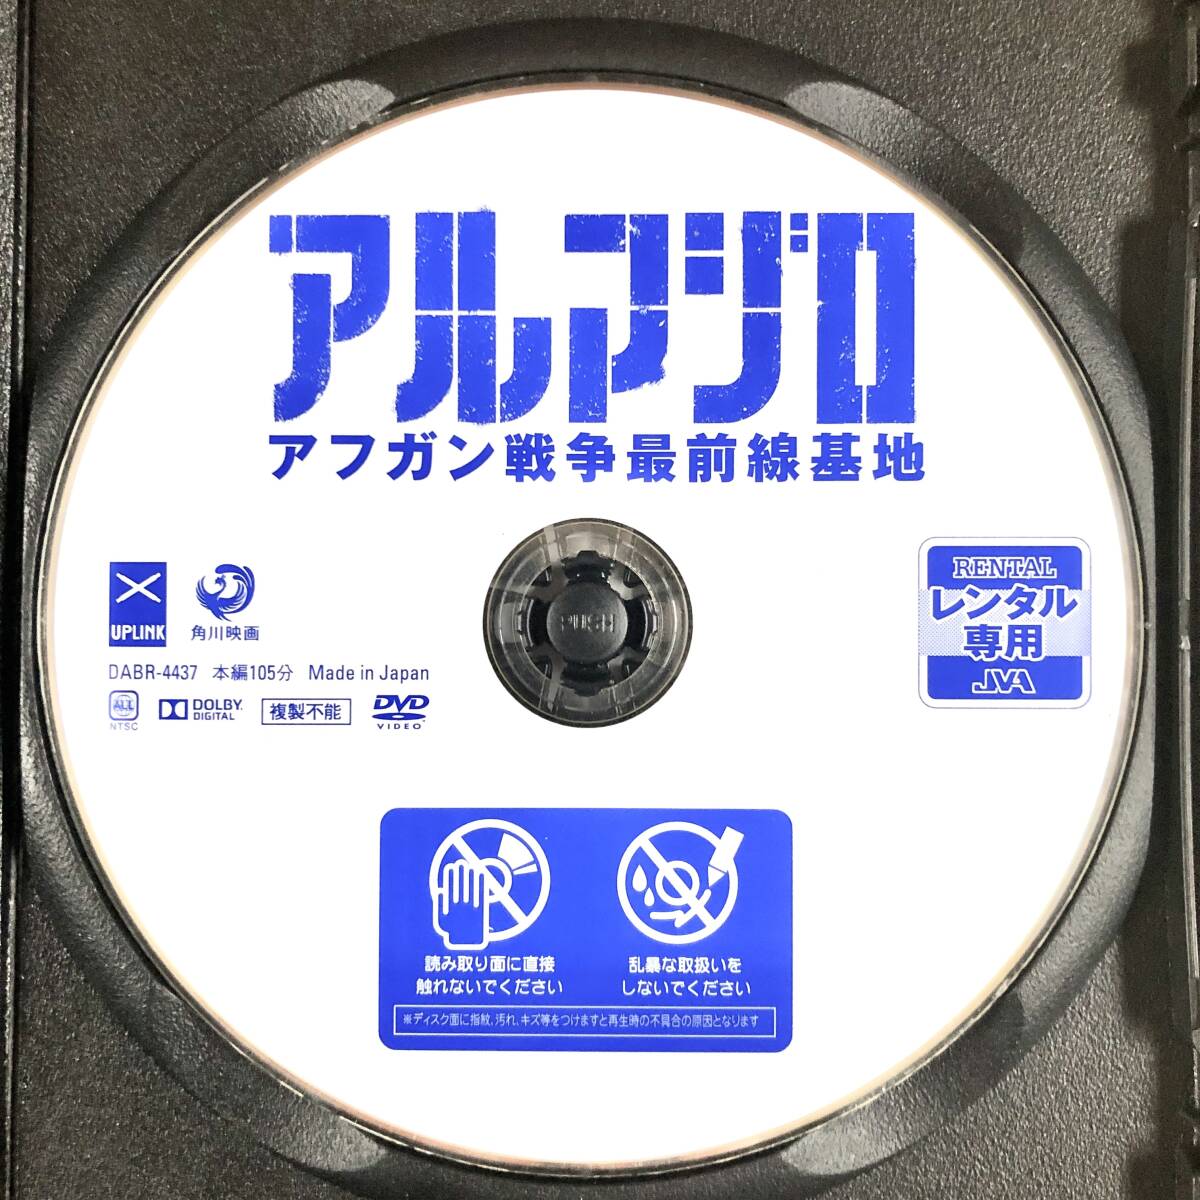 アルマジロ
アフガン戦争最前線基地
UPLINK
角川映画
DABR-4437 本編105分 Made in Japan
ALL
NTSC
DOLBY
DIGITAL
複製不能
DVD
VIDEO
PUSH
RENTAL
レンタル
専用
JVA
読み取り面に直接
触れないでください
乱暴な取扱いを
しないでください
※ディスク面に指紋、汚れ、キズ等をつけますと再生時の不具合の原因となります